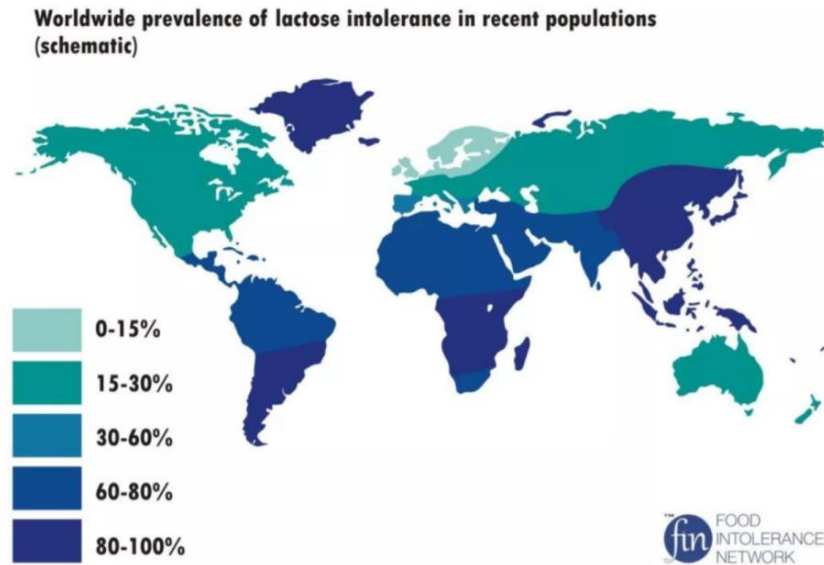 Worldwide prevalence of lactose intolerance in recent populations
(schematic)
0-15%
15-30%
30-60%
60-80%
80-100%
™
fin
FOOD
INTOLERANCE
NETWORK